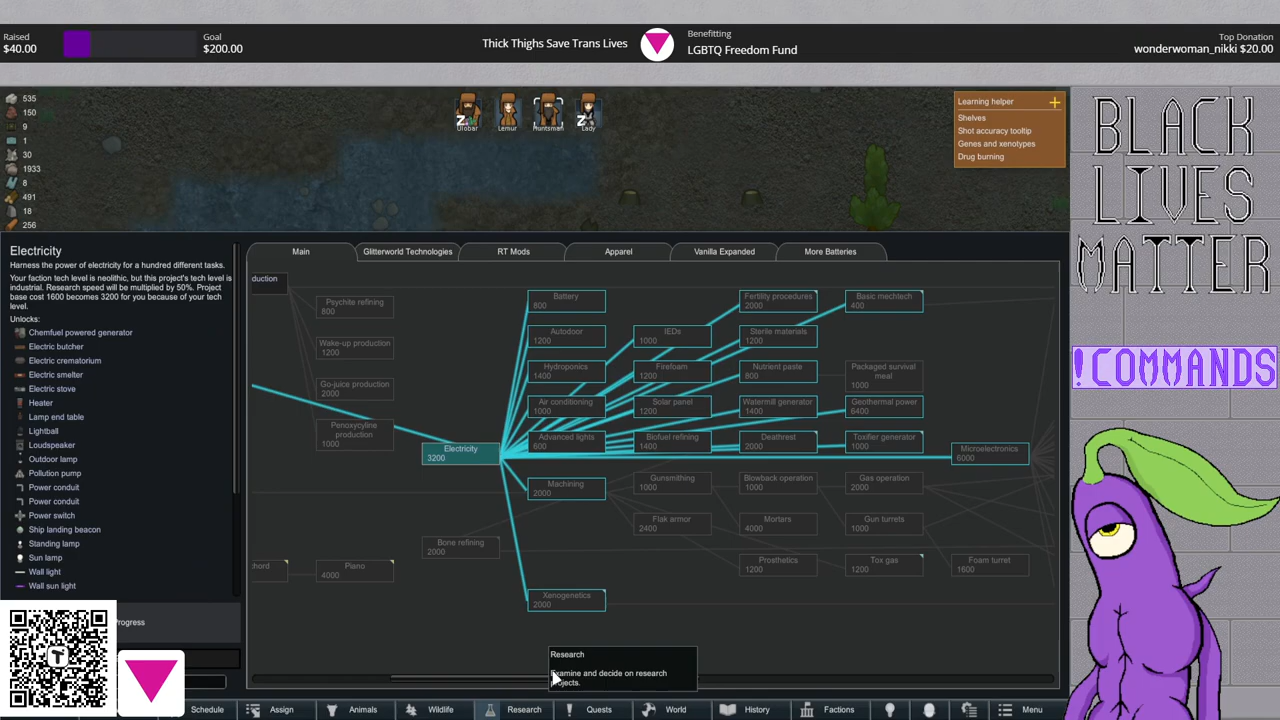 Raised
$40.00
Goal
$200.00
Thick Thighs Save Trans Lives
Benefitting
LGBTQ Freedom Fund
Top Donation
wonderwoman_nikki $20.00
535
150
9
1
30
1933
8
491
18
256
Z
Z
Urobar
Lemur
Huntsman
Lady
Learning helper
Shelves
Shot accuracy tooltip
Genes and xenotypes
Drug burning
BLACK
LIVES
MATTER
!COMMANDS
Electricity
Harness the power of electricity for a hundred different tasks.
Your faction tech level is neolithic, but this project's tech level is
industrial. Research speed will be multiplied by 50%. Project
base cost 1600 becomes 3200 for you because of your tech
level.
Unlocks:
Chemfuel powered generator
Electric butcher
Electric crematorium
Electric smelter
Electric stove
Heater
Lamp end table
Lightball
Loudspeaker
Outdoor lamp
Pollution pump
Power conduit
Power conduit
Power switch
Ship landing beacon
Standing lamp
Sun lamp
Wall light
Wall sun light
Progress
Main
Glitterworld Technologies
RT Mods
Apparel
Vanilla Expanded
More Batteries
duction
Psychite refining
800
Wake-up production
1200
Go-juice production
2000
Penoxycyline
production
1000
Electricity
3200
Bone refining
2000
chord
Piano
4000
Battery
800
Autodoor
1200
Hydroponics
1400
Air conditioning
1000
Advanced lights
600
Machining
2000
Xenogenetics
2000
IEDs
1000
Firefoam
1200
Solar panel
1200
Biofuel refining
1400
Gunsmithing
1000
Flak armor
2400
Fertility procedures
2000
Sterile materials
1200
Nutrient paste
800
Watermill generator
1400
Deathrest
2000
Blowback operation
1000
Mortars
4000
Prosthetics
1200
Basic mechtech
400
Packaged survival
meal
1000
Geothermal power
6400
Toxifier generator
1000
Gas operation
2000
Gun turrets
1000
Tox gas
1200
Microelectronics
6000
Foam turret
1600
Research
Examine and decide on research
projects.
Schedule
Assign
Animals
Wildlife
Research
Quests
World
History
Factions
Menu